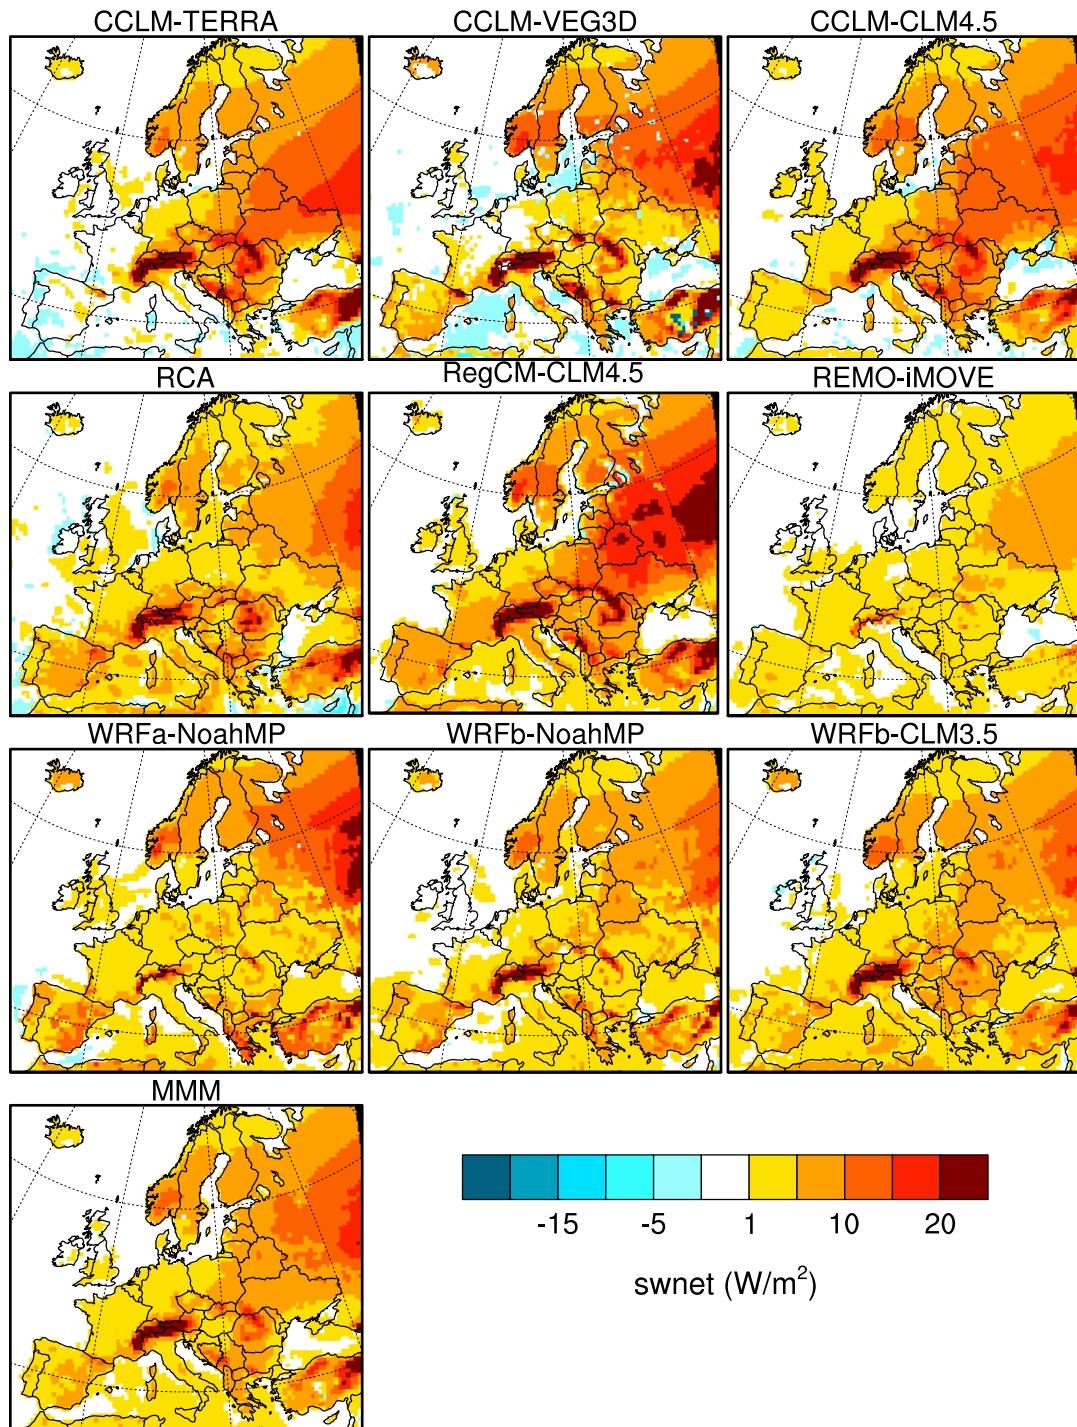 CCLM-TERRA
CCLM-VEG3D
CCLM-CLM4.5
RCA
RegCM-CLM4.5
REMO-iMOVE
WRFa-NoahMP
WRFb-NoahMP
WRFb-CLM3.5
MMM
-15 -5 1 10 20
swnet (W/m²)